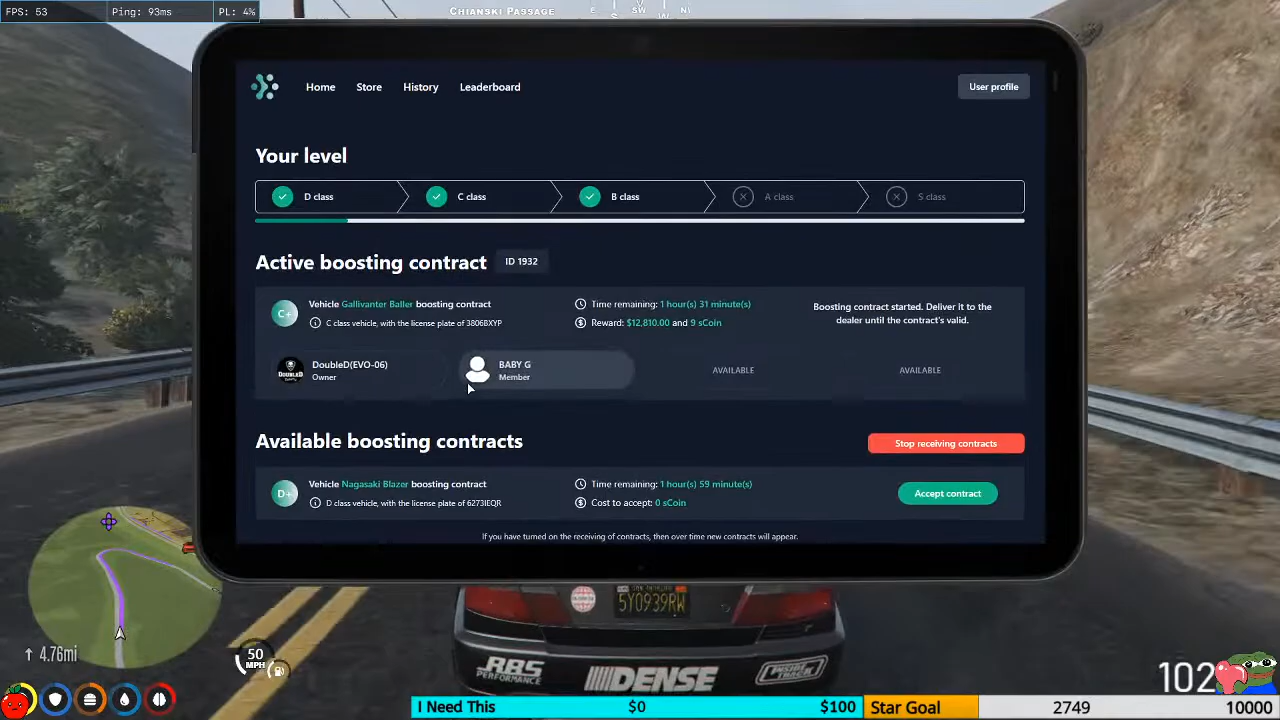 FPS: 53
Ping: 93ms
PL: 4%
CHIANSKI PASSAGE
E
S
SW
W
N
Home
Store
History
Leaderboard
User profile
Your level
D class
C class
B class
A class
S class
Active boosting contract
ID 1932
C+
Vehicle Gallivanter Baller boosting contract
C class vehicle, with the license plate of 3806BXYP
Time remaining: 1 hour(s) 31 minute(s)
Reward: $12,810.00 and 9 sCoin
Boosting contract started. Deliver it to the
dealer until the contract's valid.
DoubleD(EVO-06)
Owner
BABY G
Member
AVAILABLE
AVAILABLE
Available boosting contracts
Stop receiving contracts
D+
Vehicle Nagasaki Blazer boosting contract
D class vehicle, with the license plate of 6273IEQR
Time remaining: 1 hour(s) 59 minute(s)
Cost to accept: 0 sCoin
Accept contract
If you have turned on the receiving of contracts, then over time new contracts will appear.
5Y0939RW
RBS
PERFORMANCE
DENSE
INSIDE
TRACK
4.76mi
50
MPH
102
I Need This
$0
$100
Star Goal
2749
10000